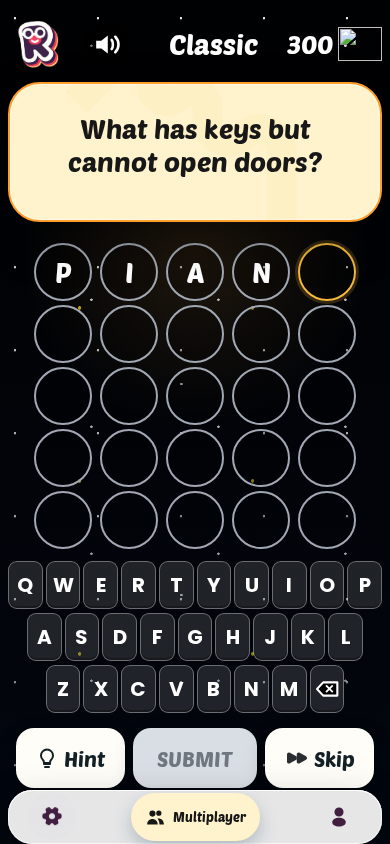 Classic 300
What has keys but
cannot open doors?
P I A N
Q W E R T Y U I O P
A S D F G H J K L
Z X C V B N M
Hint SUBMIT Skip
Multiplayer